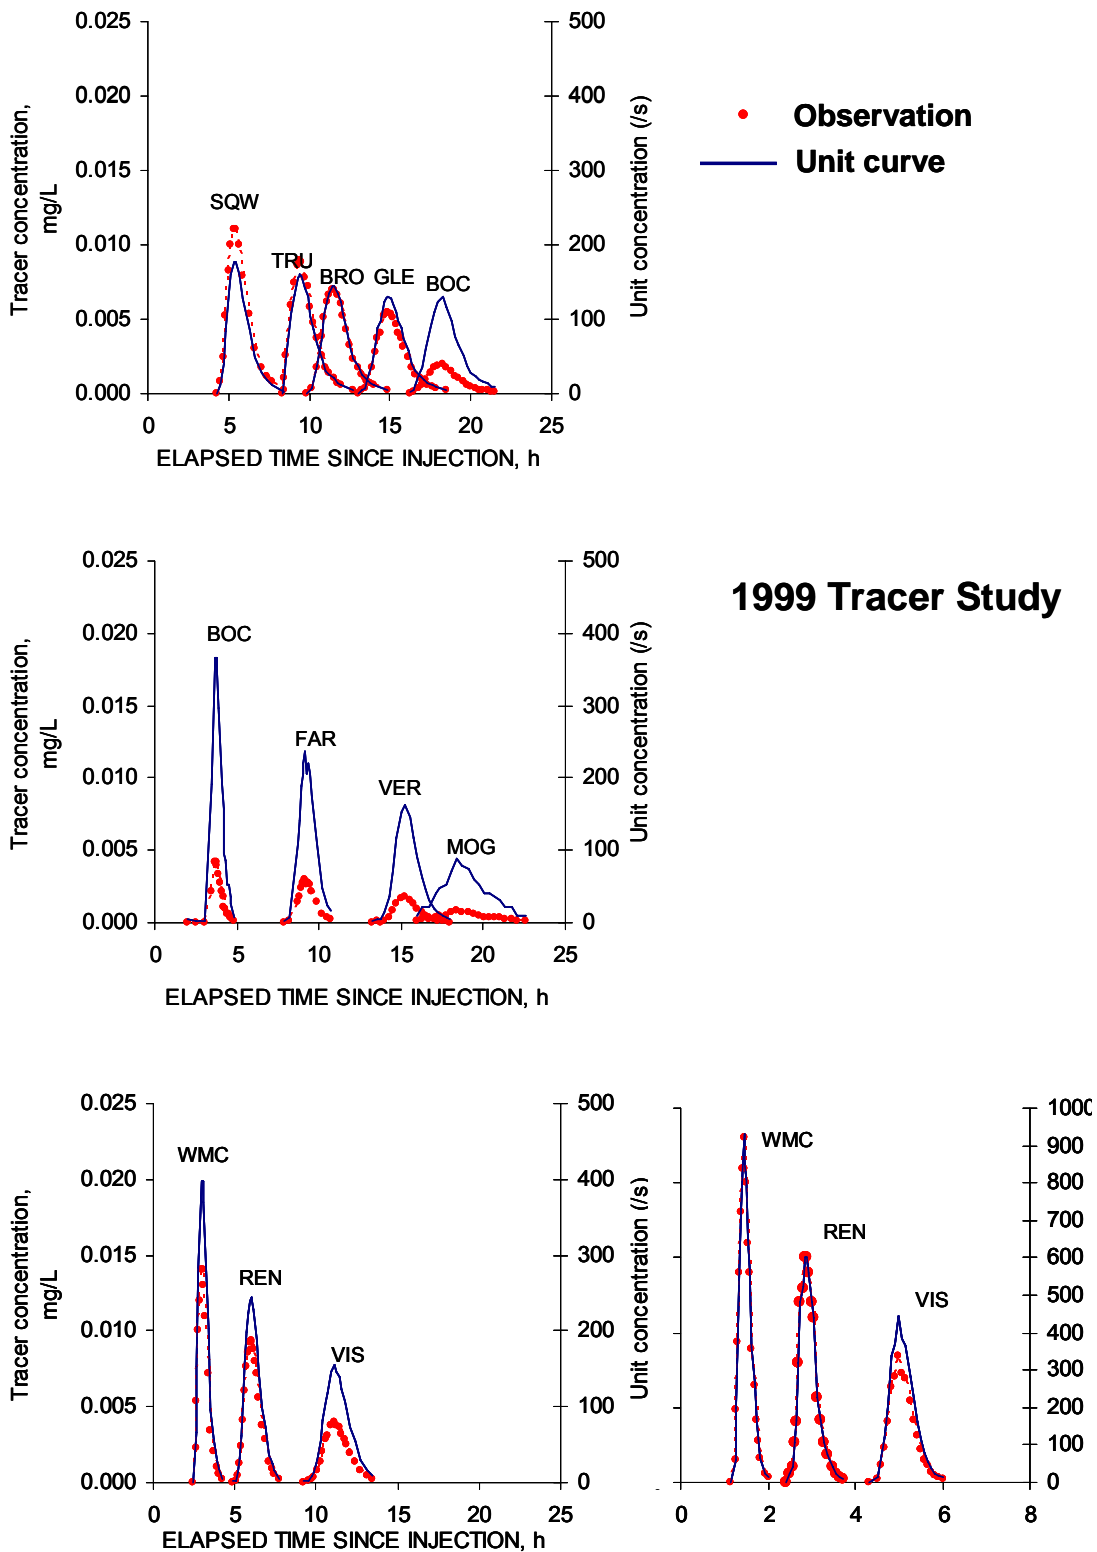 0.025
0.020
0.015
0.010
0.005
0.000
Tracer concentration,
mg/L
500
400
300
200
100
0
Unit concentration (/s)
SQW
TRU
BRO
GLE
BOC
0
5
10
15
20
25
ELAPSED TIME SINCE INJECTION, h
Observation
Unit curve
0.025
0.020
0.015
0.010
0.005
0.000
Tracer concentration,
mg/L
500
400
300
200
100
0
Unit concentration (/s)
BOC
FAR
VER
MOG
0
5
10
15
20
25
ELAPSED TIME SINCE INJECTION, h
1999 Tracer Study
0.025
0.020
0.015
0.010
0.005
0.000
Tracer concentration,
mg/L
500
400
300
200
100
0
Unit concentration (/s)
WMC
REN
VIS
0
5
10
15
20
25
ELAPSED TIME SINCE INJECTION, h
1000
900
800
700
600
500
400
300
200
100
0
WMC
REN
VIS
0
2
4
6
8